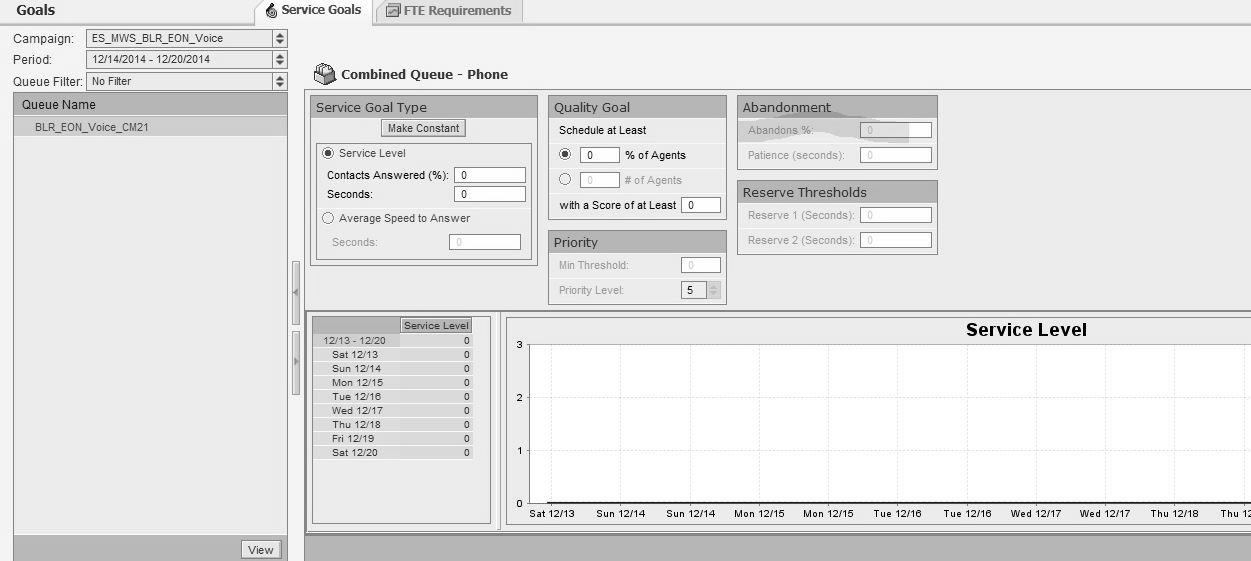 Goals
Service Goals
FTE Requirements
Campaign: ES_MWS_BLR_EON_Voice
Period: 12/14/2014 - 12/20/2014
Queue Filter: No Filter
Queue Name
BLR_EON_Voice_CM21
View
Combined Queue - Phone
Service Goal Type
Make Constant
Service Level
Contacts Answered (%): 0
Seconds: 0
Average Speed to Answer
Seconds: 0
Quality Goal
Schedule at Least
0 % of Agents
0 # of Agents
with a Score of at Least 0
Priority
Min Threshold: 0
Priority Level: 5
Abandonment
Abandons %: 0
Patience (seconds): 0
Reserve Thresholds
Reserve 1 (Seconds): 0
Reserve 2 (Seconds): 0
Service Level
12/13 - 12/20 0
Sat 12/13 0
Sun 12/14 0
Mon 12/15 0
Tue 12/16 0
Wed 12/17 0
Thu 12/18 0
Fri 12/19 0
Sat 12/20 0
Service Level
3
2
1
0
Sat 12/13 Sun 12/14 Sun 12/14 Mon 12/15 Mon 12/15 Tue 12/16 Tue 12/16 Wed 12/17 Wed 12/17 Thu 12/18 Thu 12